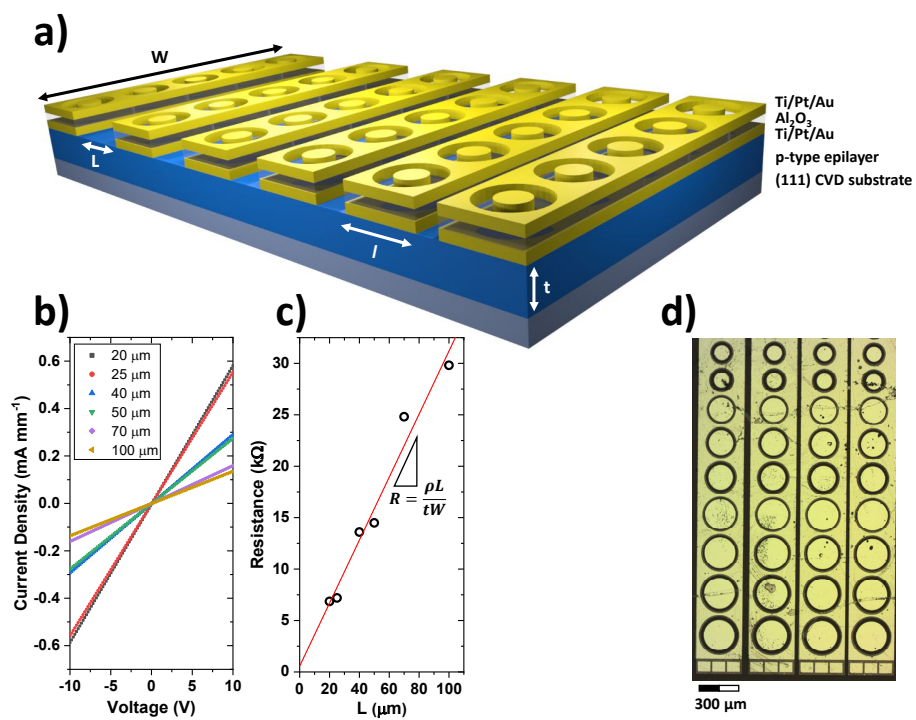 a)
W
L
l
t
Ti/Pt/Au
Al₂O₃
Ti/Pt/Au
p-type epilayer
(111) CVD substrate
b)
Current Density (mA mm⁻¹)
0.6
0.4
0.2
0.0
-0.2
-0.4
-0.6
20 μm
25 μm
40 μm
50 μm
70 μm
100 μm
-10 -5 0 5 10
Voltage (V)
c)
Resistance (kΩ)
30
25
20
15
10
5
0
R = ρL / tW
0 20 40 60 80 100
L (μm)
d)
300 μm